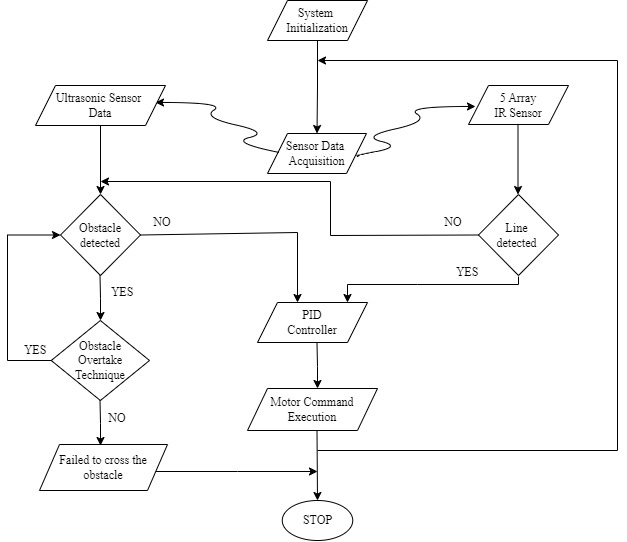 System
Initialization
Ultrasonic Sensor
Data
5 Array
IR Sensor
Sensor Data
Acquisition
Obstacle
detected
NO
NO
Line
detected
YES
YES
PID
Controller
Obstacle
Overtake
Technique
YES
NO
Motor Command
Execution
Failed to cross the
obstacle
STOP